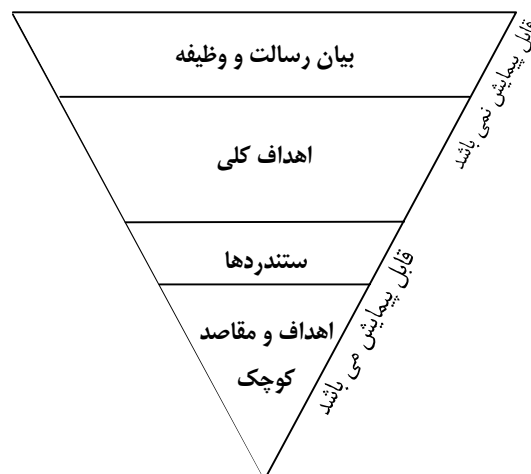 بیان رسالت و وظیفه
قابل پیمایش نمی باشد
اهداف کلی
ستندردها
قابل پیمایش می باشد
اهداف و مقاصد
کوچک